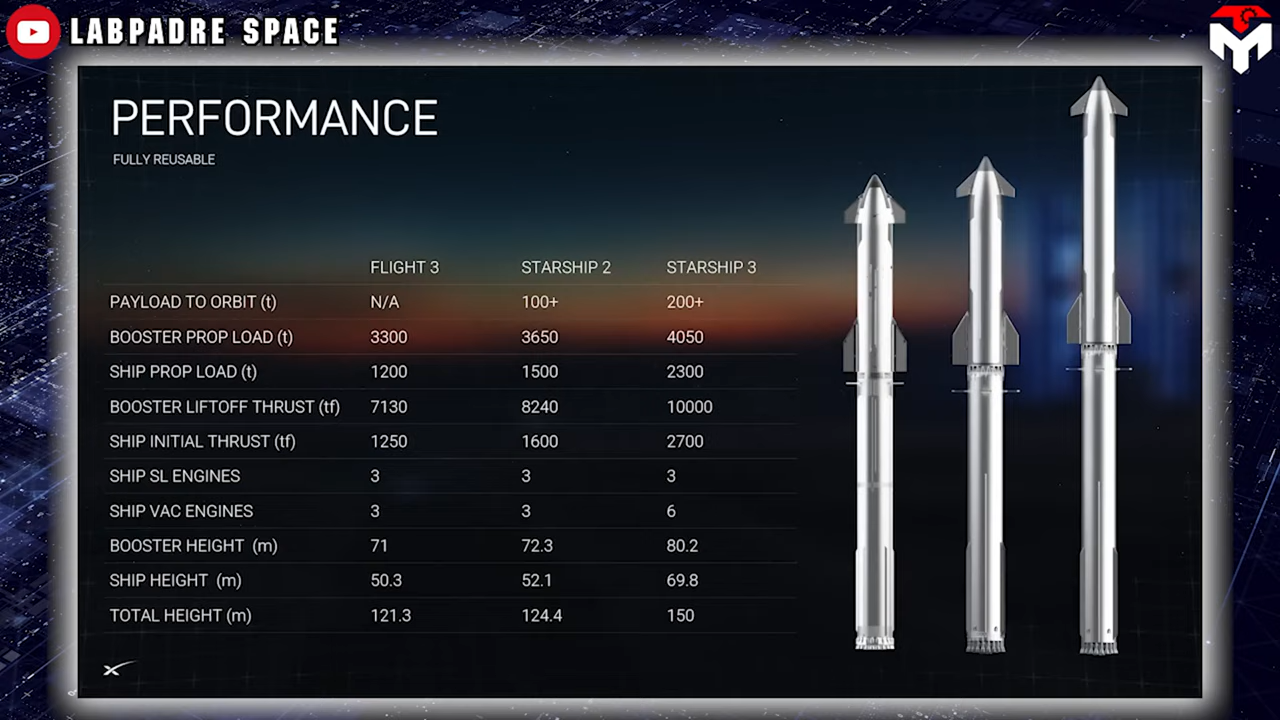 LABPADRE SPACE
PERFORMANCE
FULLY REUSABLE
FLIGHT 3 STARSHIP 2 STARSHIP 3
PAYLOAD TO ORBIT (t) N/A 100+ 200+
BOOSTER PROP LOAD (t) 3300 3650 4050
SHIP PROP LOAD (t) 1200 1500 2300
BOOSTER LIFTOFF THRUST (tf) 7130 8240 10000
SHIP INITIAL THRUST (tf) 1250 1600 2700
SHIP SL ENGINES 3 3 3
SHIP VAC ENGINES 3 3 6
BOOSTER HEIGHT (m) 71 72.3 80.2
SHIP HEIGHT (m) 50.3 52.1 69.8
TOTAL HEIGHT (m) 121.3 124.4 150